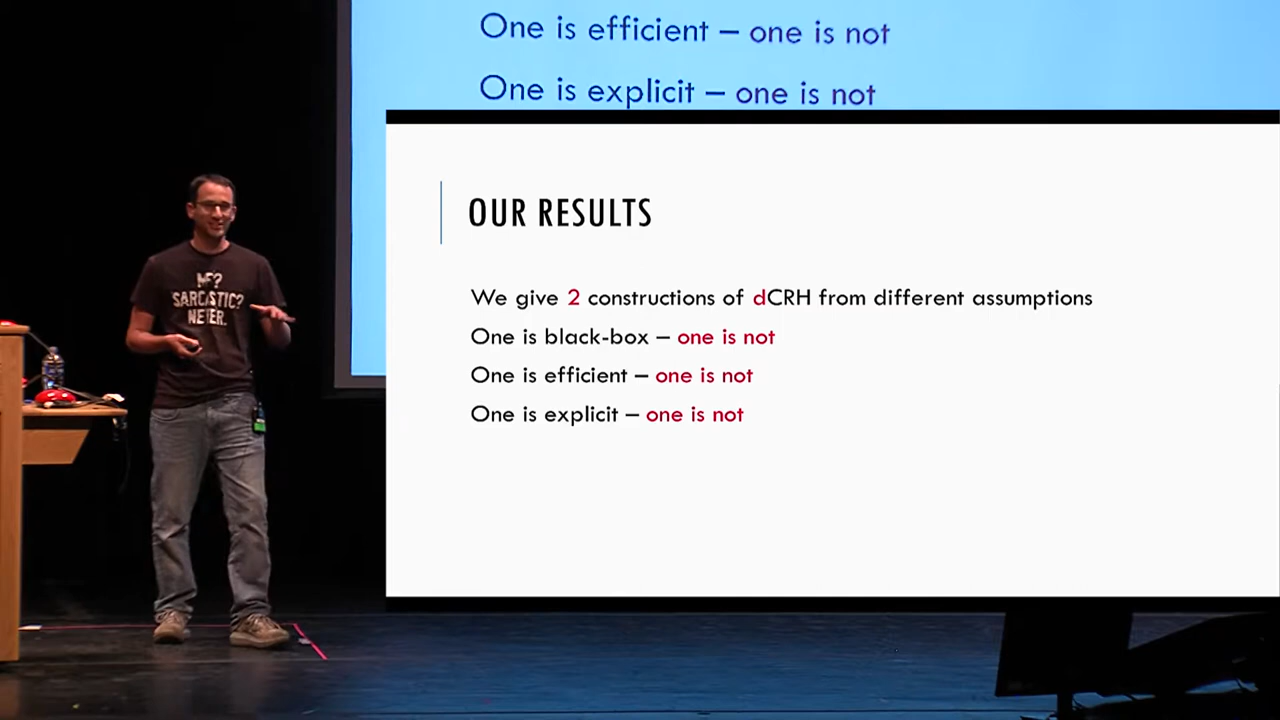 One is efficient – one is not
One is explicit – one is not
OUR RESULTS
We give 2 constructions of dCRH from different assumptions
One is black-box – one is not
One is efficient – one is not
One is explicit – one is not
ME?
SARCASTIC?
NEVER.